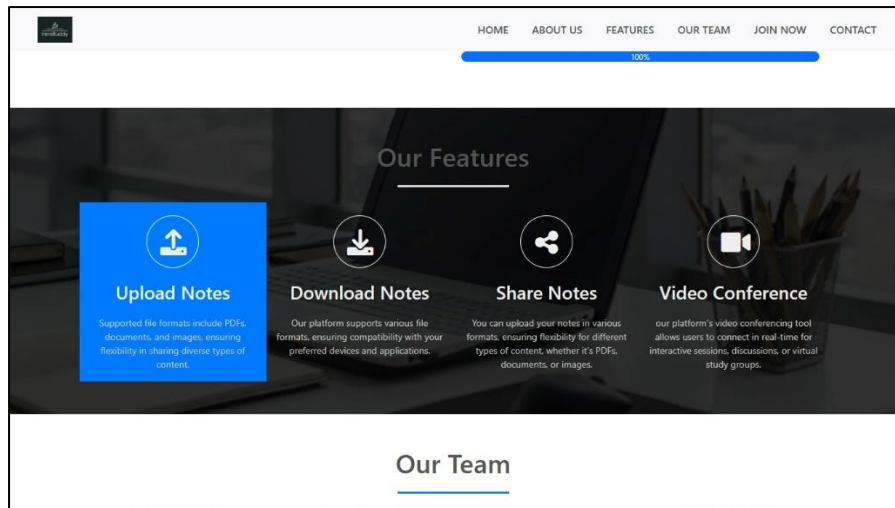 HOME ABOUT US FEATURES OUR TEAM JOIN NOW CONTACT
100%
Our Features
Upload Notes
Supported file formats include PDFs,
documents, and images, ensuring
flexibility in sharing diverse types of
content.
Download Notes
Our platform supports various file
formats, ensuring compatibility with your
preferred devices and applications.
Share Notes
You can upload your notes in various
formats, ensuring flexibility for different
types of content, whether it's PDFs,
documents, or images.
Video Conference
our platform's video conferencing tool
allows users to connect in real-time for
interactive sessions, discussions, or virtual
study groups.
Our Team